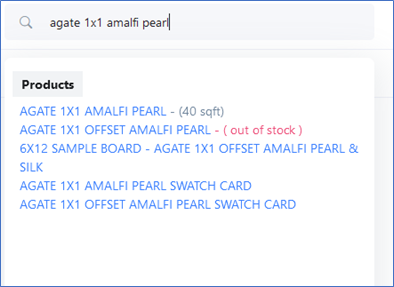 agate 1x1 amalfi pearl
Products
AGATE 1X1 AMALFI PEARL - (40 sqft)
AGATE 1X1 OFFSET AMALFI PEARL - ( out of stock )
6X12 SAMPLE BOARD - AGATE 1X1 OFFSET AMALFI PEARL &
SILK
AGATE 1X1 AMALFI PEARL SWATCH CARD
AGATE 1X1 OFFSET AMALFI PEARL SWATCH CARD